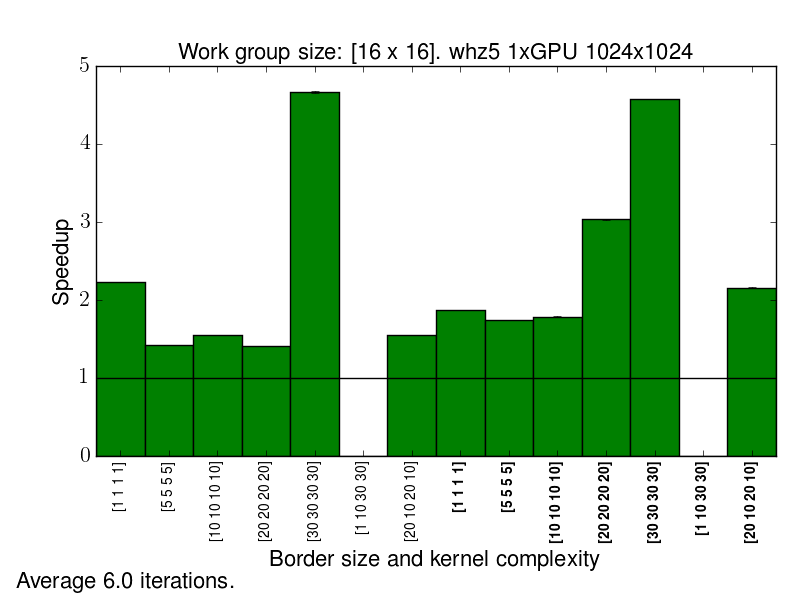 Work group size: [16 x 16]. whz5 1xGPU 1024x1024
5
4
3
2
1
0
Speedup
[1 1 1 1]
[5 5 5 5]
[10 10 10 10]
[20 20 20 20]
[30 30 30 30]
[1 10 30 30]
[20 10 20 10]
[1 1 1 1]
[5 5 5 5]
[10 10 10 10]
[20 20 20 20]
[30 30 30 30]
[1 10 30 30]
[20 10 20 10]
Border size and kernel complexity
Average 6.0 iterations.